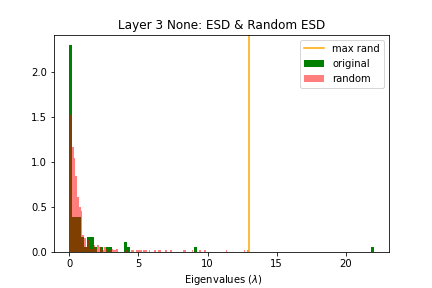 Layer 3 None: ESD & Random ESD
max rand
original
random
2.0
1.5
1.0
0.5
0.0
0 5 10 15 20
Eigenvalues (λ)